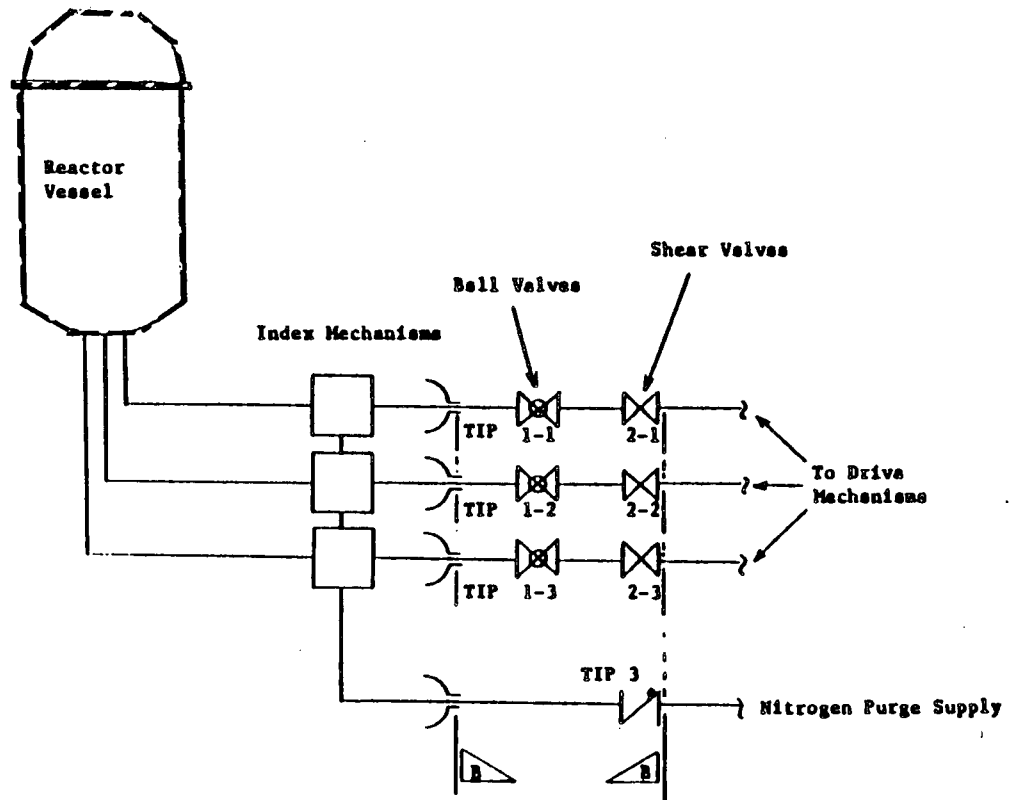 Reactor
Vessel
Shear Valves
Ball Valves
Index Mechanisms
TIP 1-1 2-1
TIP 1-2 2-2
To Drive
Mechanisms
TIP 1-3 2-3
TIP 3
Nitrogen Purge Supply
B B